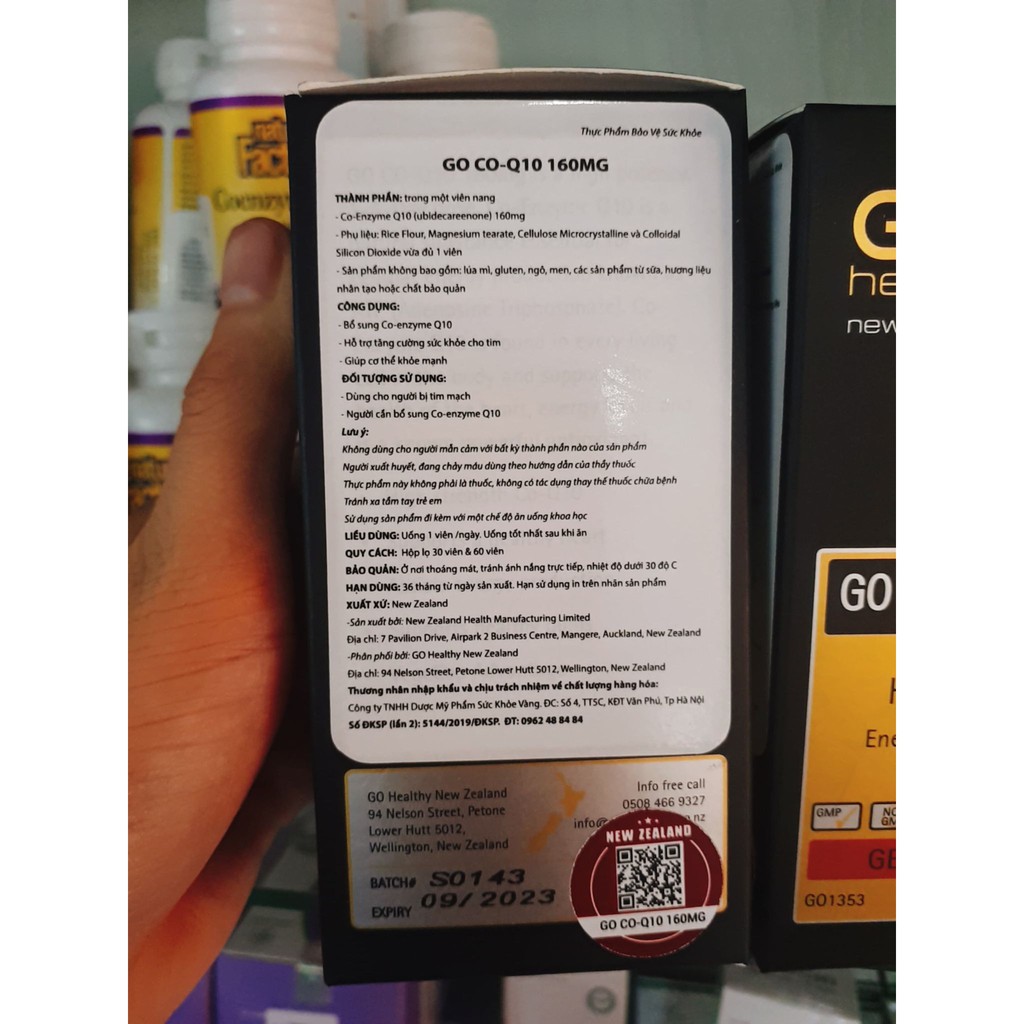 Thực Phẩm Bảo Vệ Sức Khỏe
GO CO-Q10 160MG
THÀNH PHẦN: trong một viên nang
- Co-Enzyme Q10 (ubidecareenone) 160mg
- Phụ liệu: Rice Flour, Magnesium tearate, Cellulose Microcrystalline và Colloidal
Silicon Dioxide vừa đủ 1 viên
- Sản phẩm không bao gồm: lúa mì, gluten, ngô, men, các sản phẩm từ sữa, hương liệu
nhân tạo hoặc chất bảo quản
CÔNG DỤNG:
- Bổ sung Co-enzyme Q10
- Hỗ trợ tăng cường sức khỏe cho tim
- Giúp cơ thể khỏe mạnh
ĐỐI TƯỢNG SỬ DỤNG:
- Dùng cho người bị tim mạch
- Người cần bổ sung Co-enzyme Q10
Lưu ý:
Không dùng cho người mẫn cảm với bất kỳ thành phần nào của sản phẩm
Người xuất huyết, đang chảy máu dùng theo hướng dẫn của thầy thuốc
Thực phẩm này không phải là thuốc, không có tác dụng thay thế thuốc chữa bệnh
Tránh xa tầm tay trẻ em
Sử dụng sản phẩm đi kèm với một chế độ ăn uống khoa học
LIỀU DÙNG: Uống 1 viên /ngày. Uống tốt nhất sau khi ăn
QUY CÁCH: Hộp lọ 30 viên & 60 viên
BẢO QUẢN: Ở nơi thoáng mát, tránh ánh nắng trực tiếp, nhiệt độ dưới 30 độ C
HẠN DÙNG: 36 tháng từ ngày sản xuất. Hạn sử dụng in trên nhãn sản phẩm
XUẤT XỨ: New Zealand
-Sản xuất bởi: New Zealand Health Manufacturing Limited
Địa chỉ: 7 Pavilion Drive, Airpark 2 Business Centre, Mangere, Auckland, New Zealand
-Phân phối bởi: GO Healthy New Zealand
Địa chỉ: 94 Nelson Street, Petone Lower Hutt 5012, Wellington, New Zealand
Thương nhân nhập khẩu và chịu trách nhiệm về chất lượng hàng hóa:
Công ty TNHH Dược Mỹ Phẩm Sức Khỏe Vàng. ĐC: Số 4, TT5C, KĐT Văn Phú, Tp Hà Nội
Số ĐKSP (lần 2): 5144/2019/ĐKSP. ĐT: 0962 48 84 84
GO Healthy New Zealand
94 Nelson Street, Petone
Lower Hutt 5012,
Wellington, New Zealand
Info free call
0508 466 9327
BATCH# S0143
EXPIRY 09/2023
NEW ZEALAND
GO CO-Q10 160MG
GO
GMP
GO1353